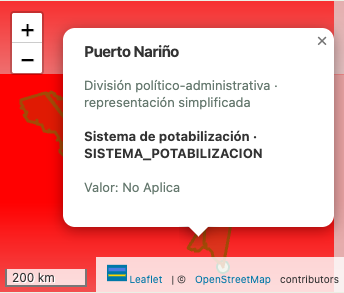 +
−
×
Puerto Nariño
División político-administrativa ·
representación simplificada
Sistema de potabilización ·
SISTEMA_POTABILIZACION
Valor: No Aplica
200 km
Leaflet | © OpenStreetMap contributors